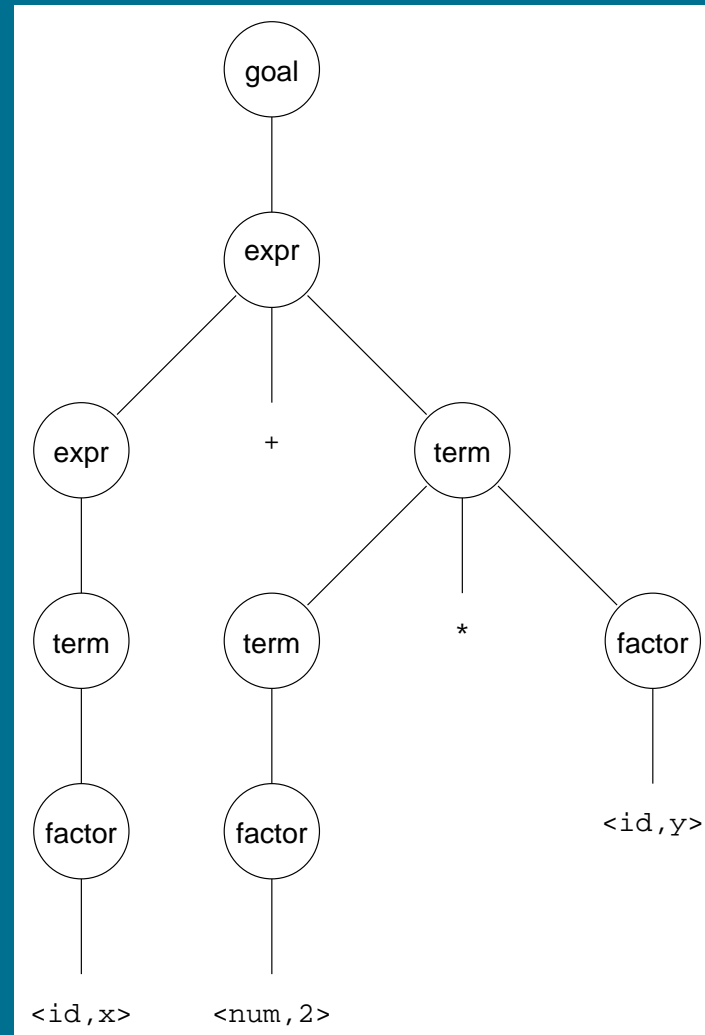 goal
expr
expr + term
term term * factor
factor factor <id,y>
<id,x> <num,2>